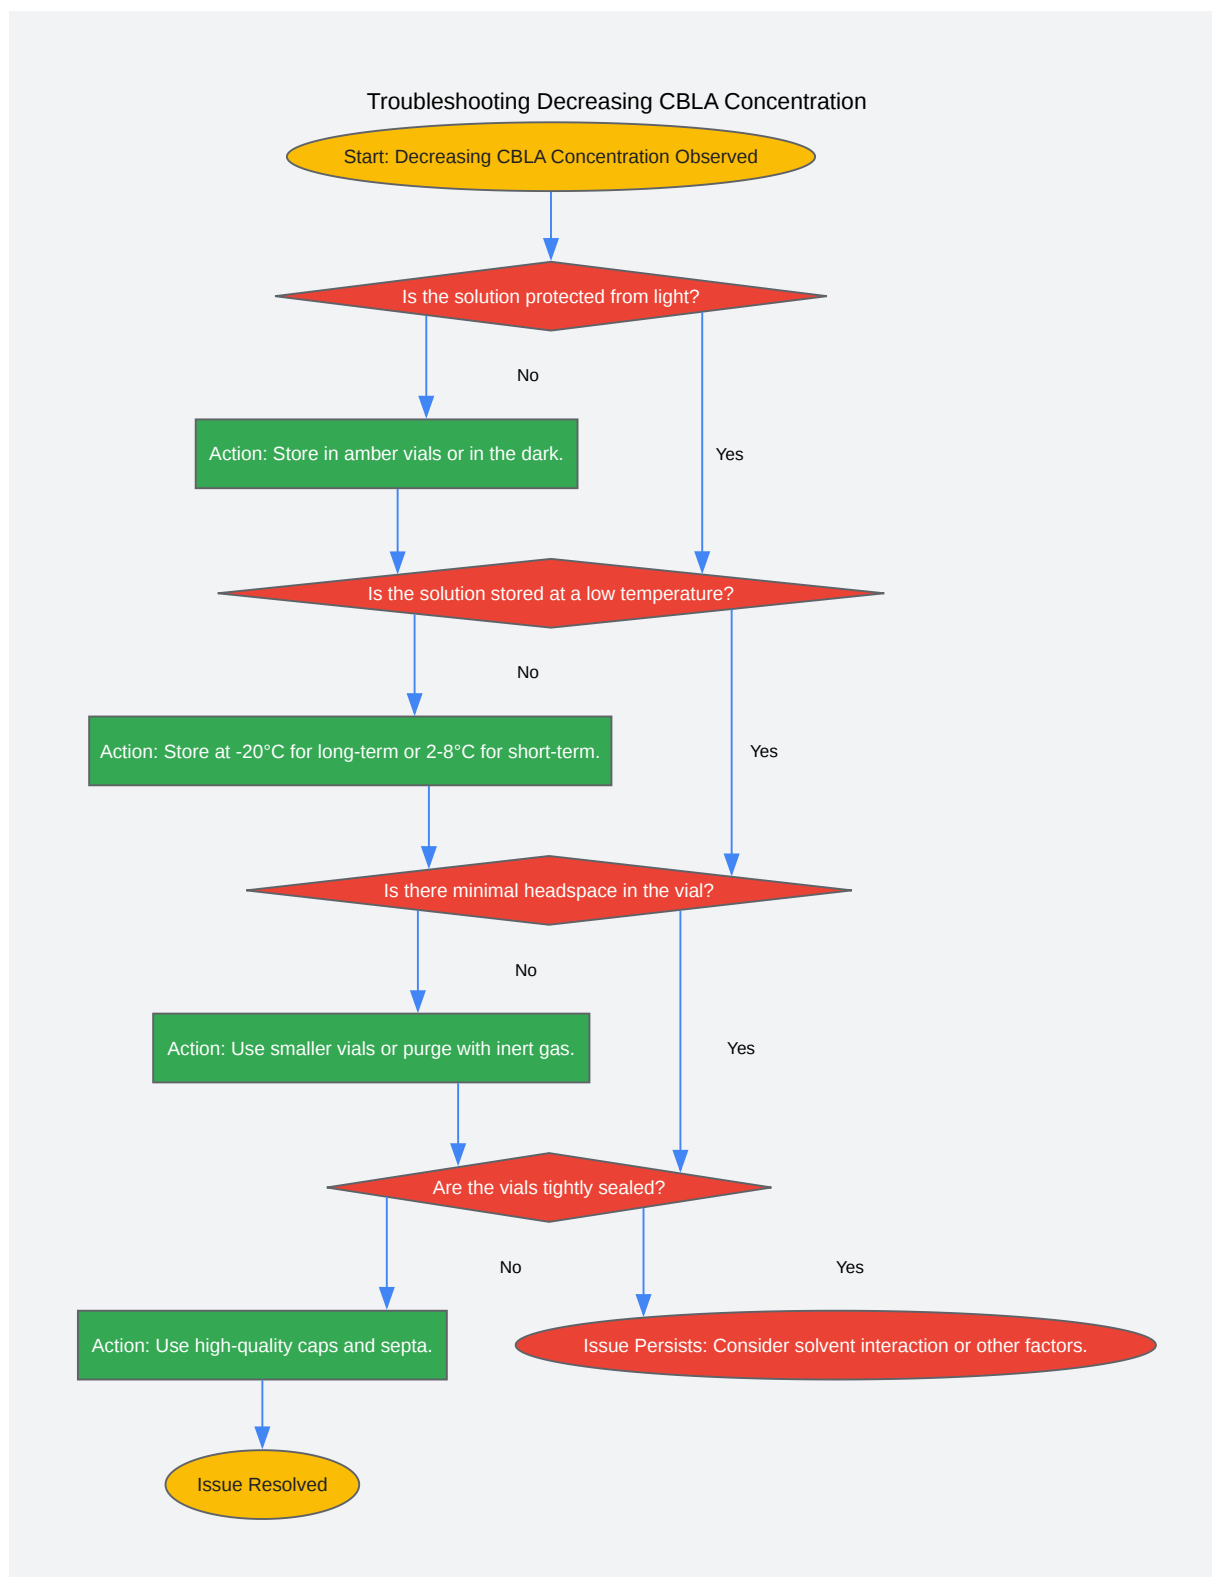 Troubleshooting Decreasing CBLA Concentration
Start: Decreasing CBLA Concentration Observed
Is the solution protected from light?
No
Action: Store in amber vials or in the dark.
Yes
Is the solution stored at a low temperature?
No
Action: Store at -20°C for long-term or 2-8°C for short-term.
Yes
Is there minimal headspace in the vial?
No
Action: Use smaller vials or purge with inert gas.
Yes
Are the vials tightly sealed?
No
Yes
Action: Use high-quality caps and septa.
Issue Persists: Consider solvent interaction or other factors.
Issue Resolved